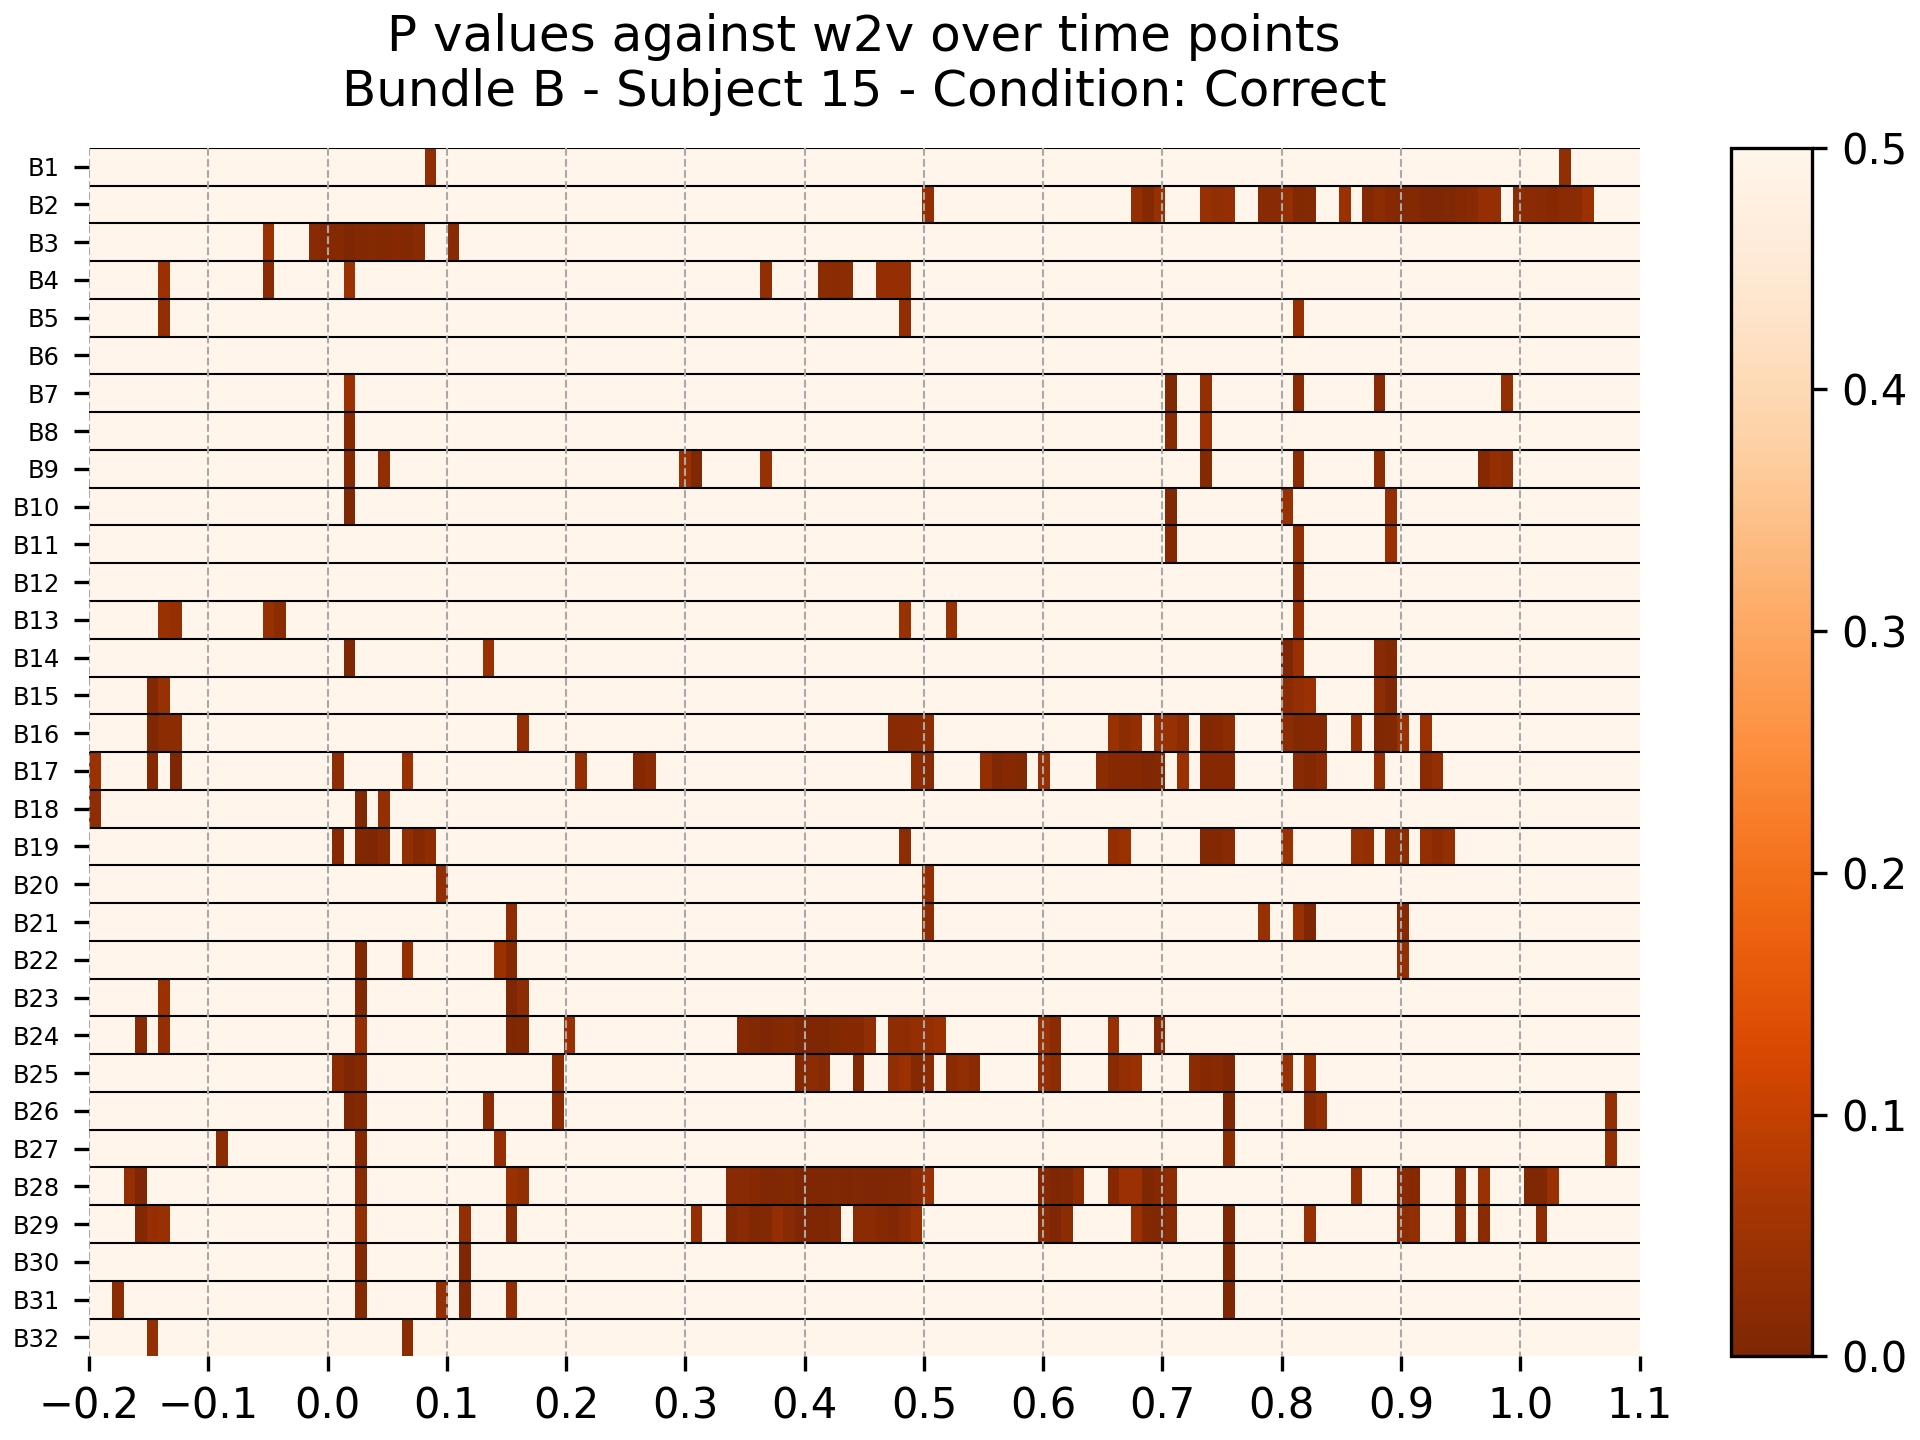 P values against w2v over time points
Bundle B - Subject 15 - Condition: Correct
B1
B2
B3
B4
B5
B6
B7
B8
B9
B10
B11
B12
B13
B14
B15
B16
B17
B18
B19
B20
B21
B22
B23
B24
B25
B26
B27
B28
B29
B30
B31
B32
−0.2 −0.1 0.0 0.1 0.2 0.3 0.4 0.5 0.6 0.7 0.8 0.9 1.0 1.1
0.5
0.4
0.3
0.2
0.1
0.0